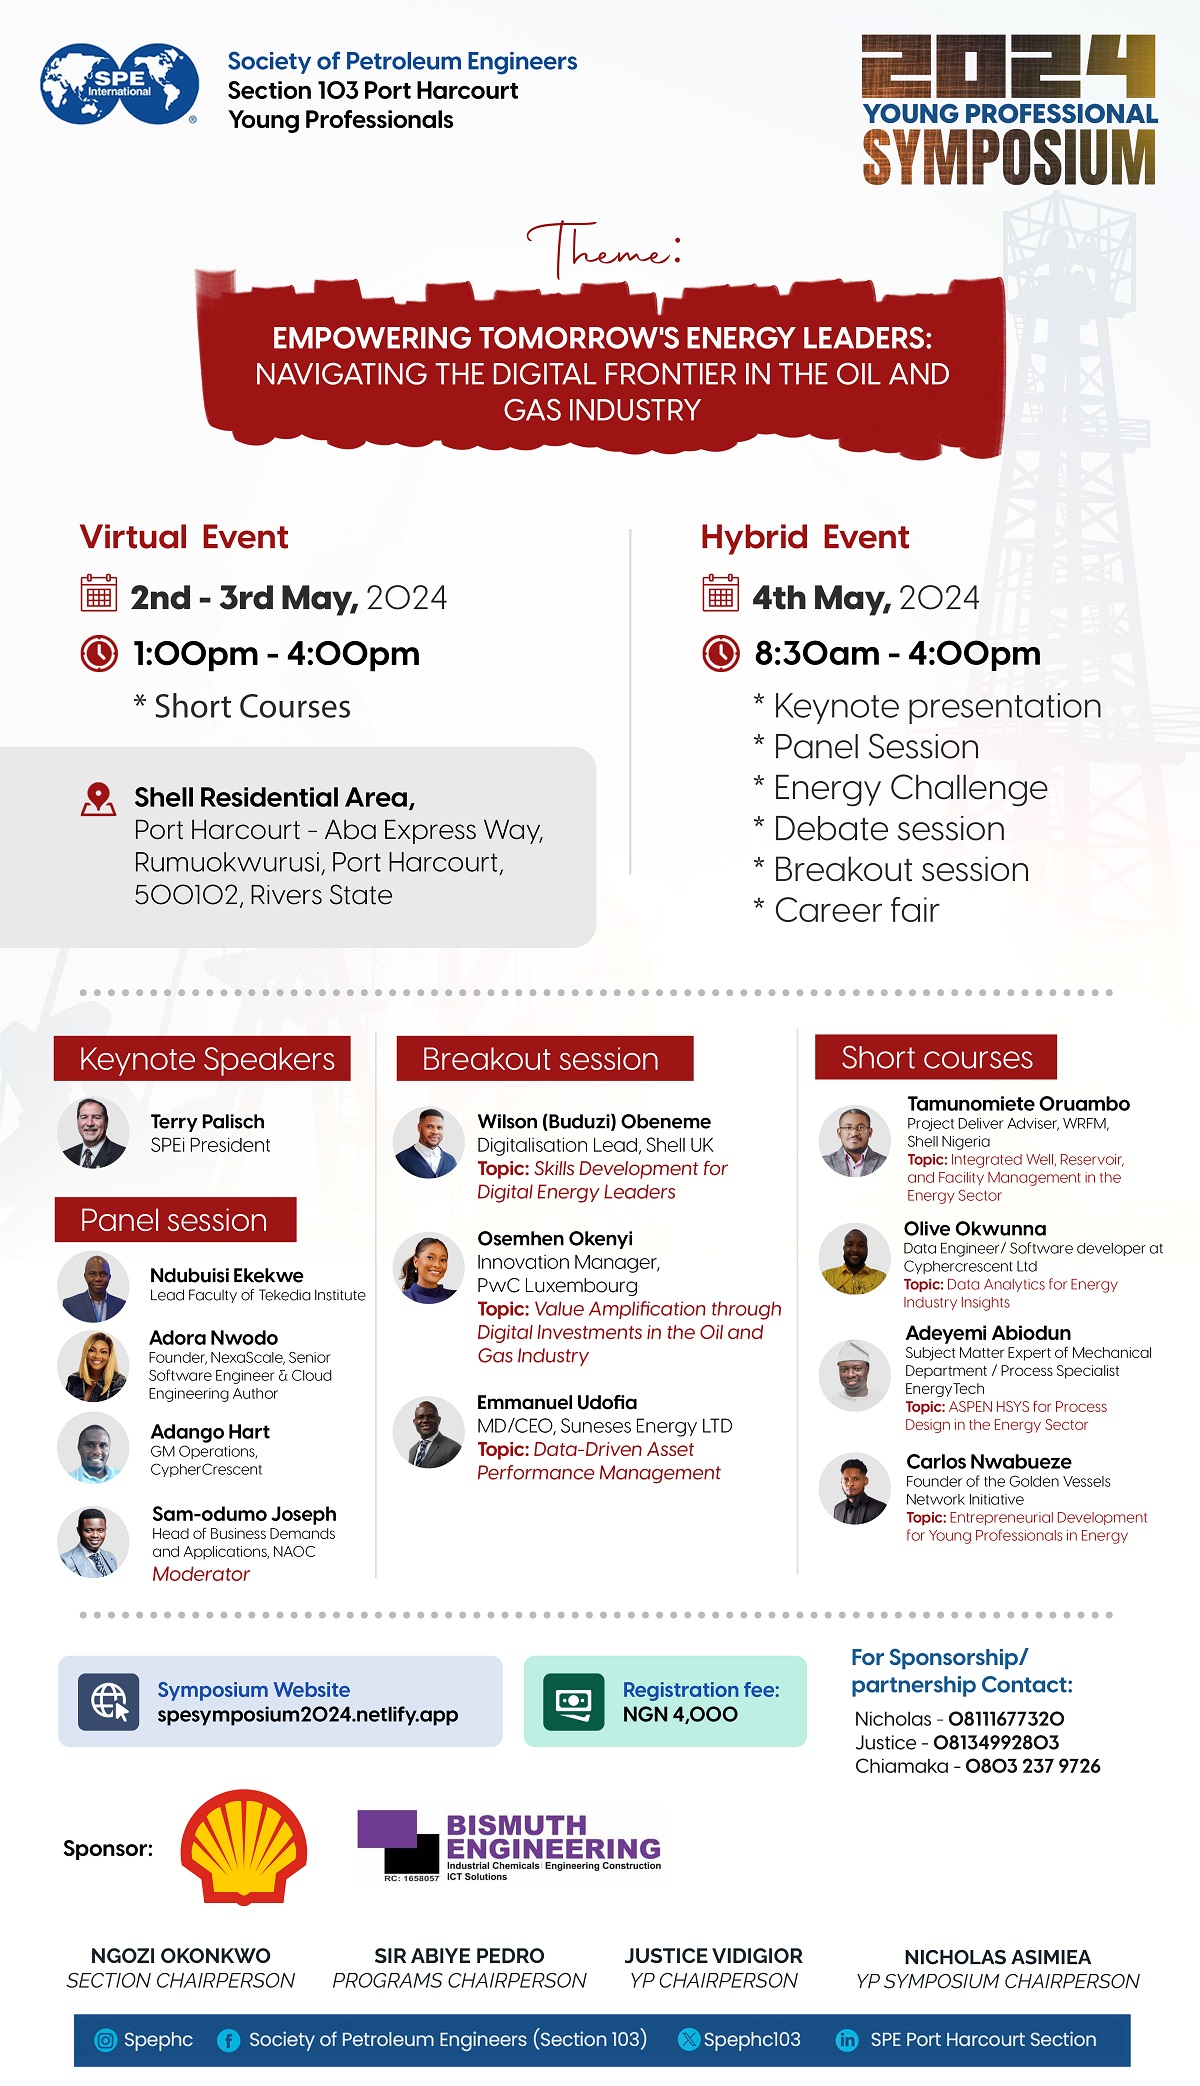 SPE
International
®
Society of Petroleum Engineers
Section 103 Port Harcourt
Young Professionals
2024
YOUNG PROFESSIONAL
SYMPOSIUM
Theme:
EMPOWERING TOMORROW'S ENERGY LEADERS:
NAVIGATING THE DIGITAL FRONTIER IN THE OIL AND
GAS INDUSTRY
Virtual Event
2nd - 3rd May, 2024
1:00pm - 4:00pm
* Short Courses
Shell Residential Area,
Port Harcourt - Aba Express Way,
Rumuokwurusi, Port Harcourt,
500102, Rivers State
Hybrid Event
4th May, 2024
8:30am - 4:00pm
* Keynote presentation
* Panel Session
* Energy Challenge
* Debate session
* Breakout session
* Career fair
Keynote Speakers
Terry Palisch
SPEi President
Panel session
Ndubuisi Ekekwe
Lead Faculty of Tekedia Institute
Adora Nwodo
Founder, NexaScale, Senior
Software Engineer & Cloud
Engineering Author
Adango Hart
GM Operations,
CypherCrescent
Sam-odumo Joseph
Head of Business Demands
and Applications, NAOC
Moderator
Breakout session
Wilson (Buduzi) Obeneme
Digitalisation Lead, Shell UK
Topic: Skills Development for
Digital Energy Leaders
Osemhen Okenyi
Innovation Manager,
PwC Luxembourg
Topic: Value Amplification through
Digital Investments in the Oil and
Gas Industry
Emmanuel Udofia
MD/CEO, Suneses Energy LTD
Topic: Data-Driven Asset
Performance Management
Short courses
Tamunomiete Oruambo
Project Deliver Adviser, WRFM,
Shell Nigeria
Topic: Integrated Well, Reservoir,
and Facility Management in the
Energy Sector
Olive Okwunna
Data Engineer/ Software developer at
Cyphercrescent Ltd
Topic: Data Analytics for Energy
Industry Insights
Adeyemi Abiodun
Subject Matter Expert of Mechanical
Department / Process Specialist
EnergyTech
Topic: ASPEN HSYS for Process
Design in the Energy Sector
Carlos Nwabueze
Founder of the Golden Vessels
Network Initiative
Topic: Entrepreneurial Development
for Young Professionals in Energy
Symposium Website
spesymposium2024.netlify.app
Registration fee:
NGN 4,000
For Sponsorship/
partnership Contact:
Nicholas - 08111677320
Justice - 08134992803
Chiamaka - 0803 237 9726
Sponsor:
BISMUTH
ENGINEERING
Industrial Chemicals | Engineering Construction
RC: 1658057 ICT Solutions
NGOZI OKONKWO
SECTION CHAIRPERSON
SIR ABIYE PEDRO
PROGRAMS CHAIRPERSON
JUSTICE VIDIGIOR
YP CHAIRPERSON
NICHOLAS ASIMIEA
YP SYMPOSIUM CHAIRPERSON
Spephc
Society of Petroleum Engineers (Section 103)
Spephc103
SPE Port Harcourt Section